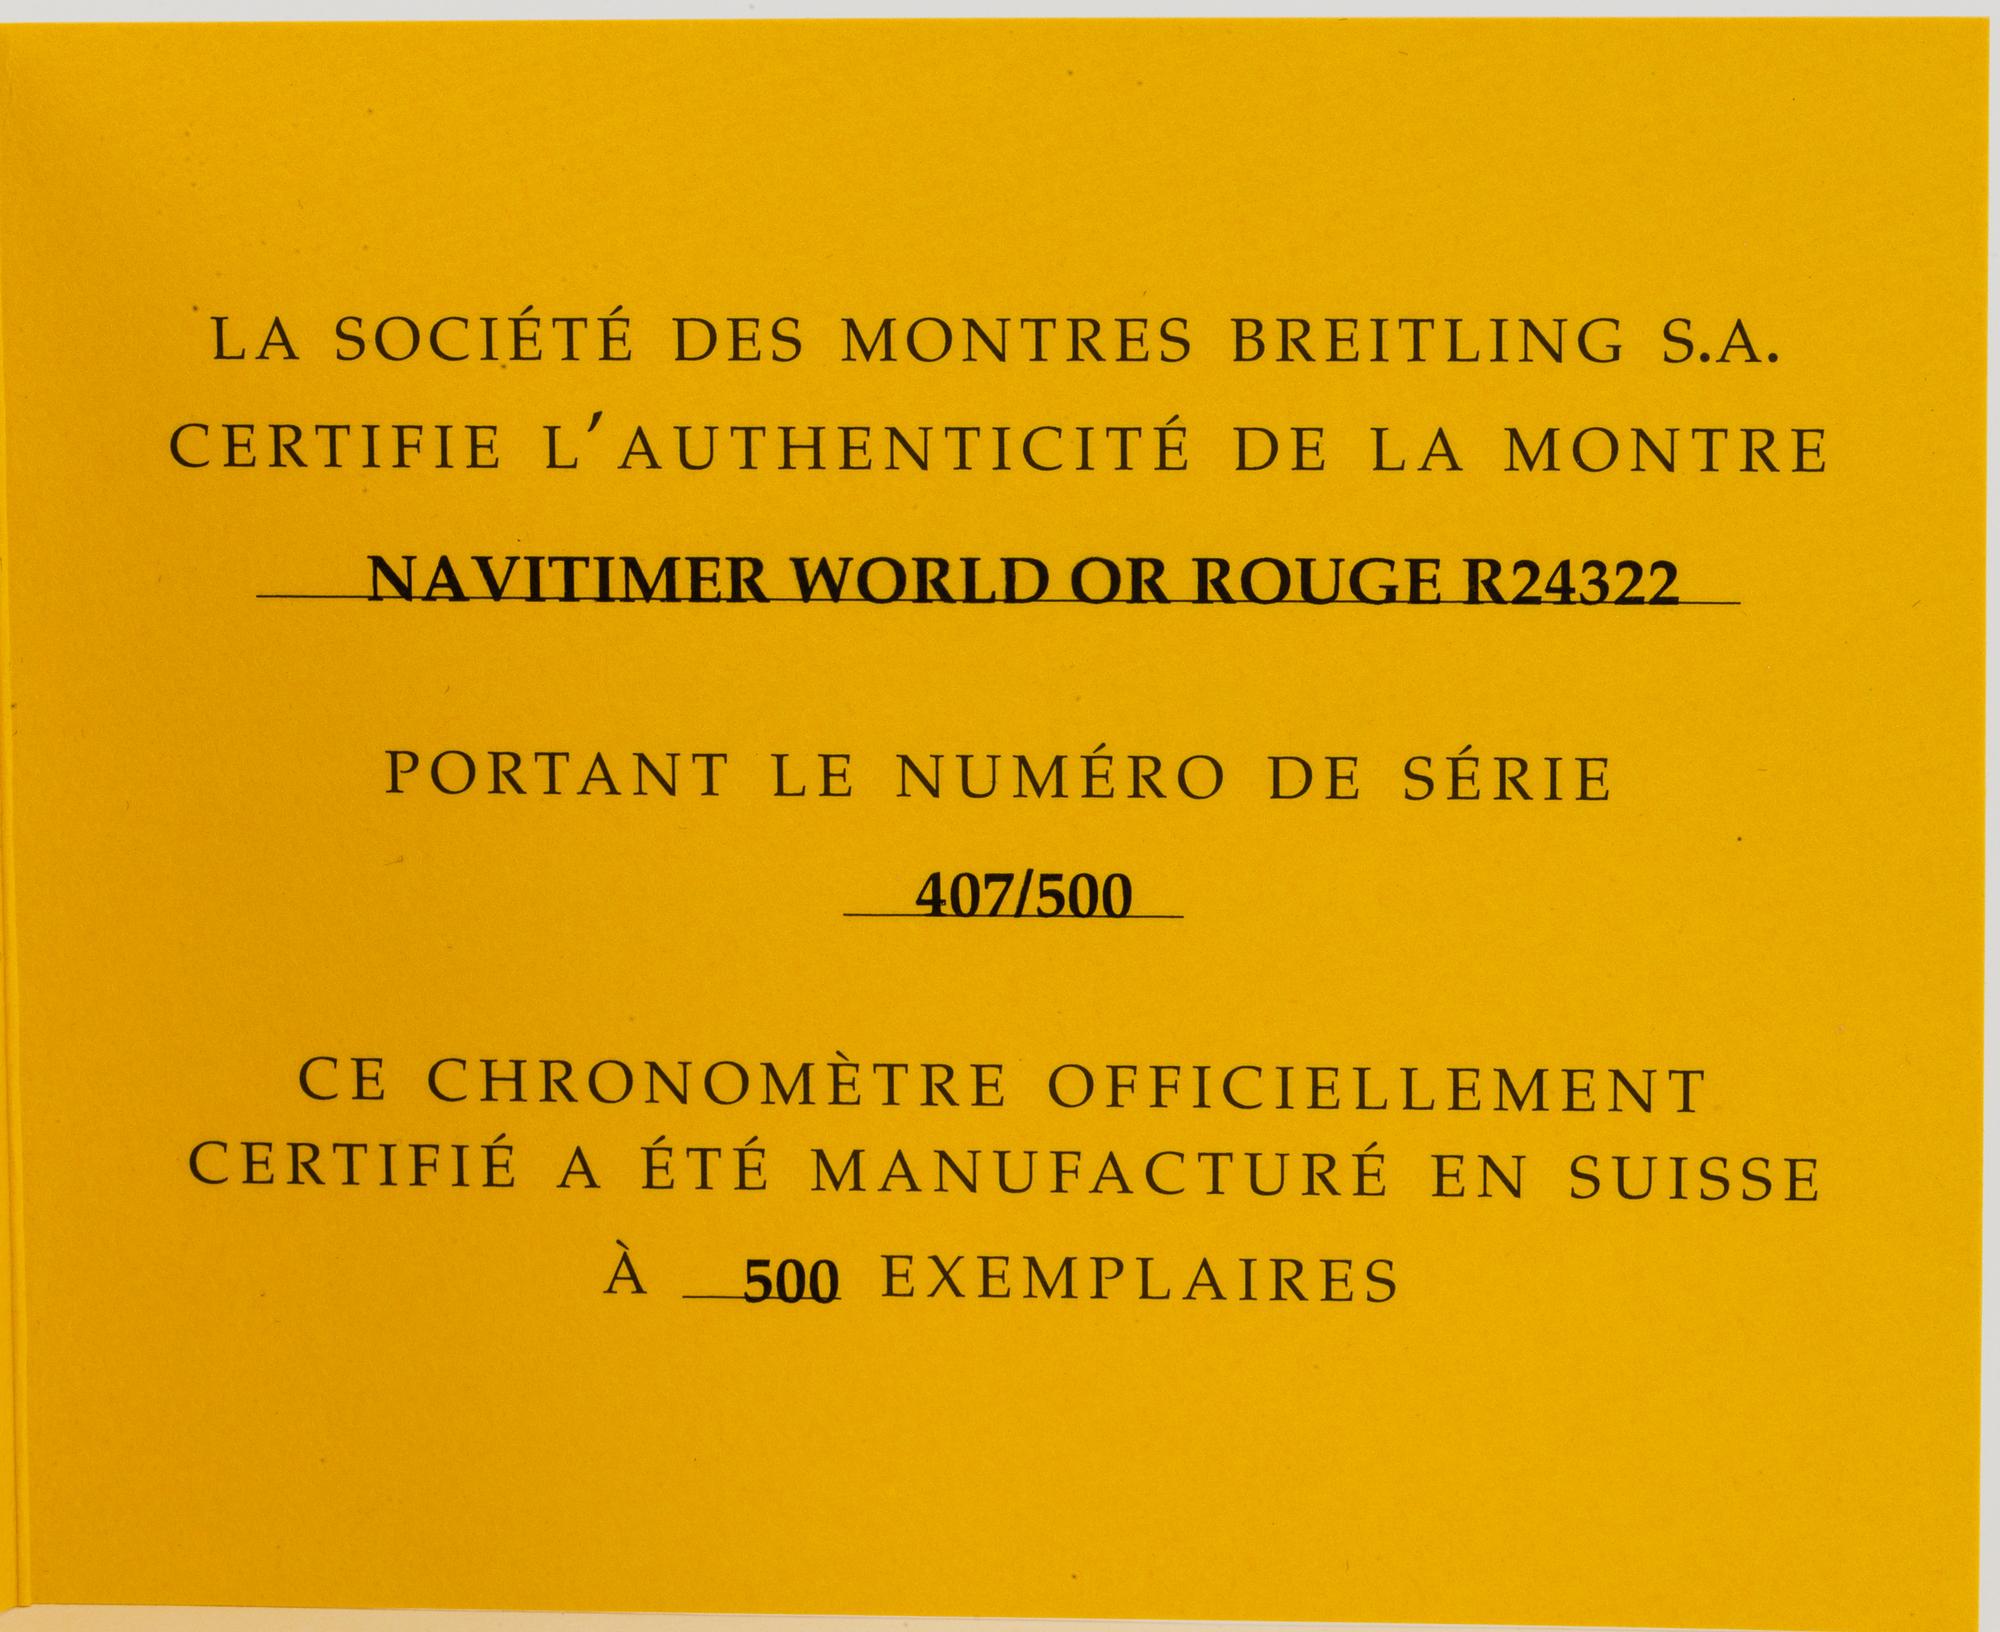 LA SOCIÉTÉ DES MONTRES BREITLING S.A.
CERTIFIE L'AUTHENTICITÉ DE LA MONTRE
NAVITIMER WORLD OR ROUGE R24322
PORTANT LE NUMÉRO DE SÉRIE
407/500
CE CHRONOMÈTRE OFFICIELLEMENT
CERTIFIÉ A ÉTÉ MANUFACTURÉ EN SUISSE
À 500 EXEMPLAIRES